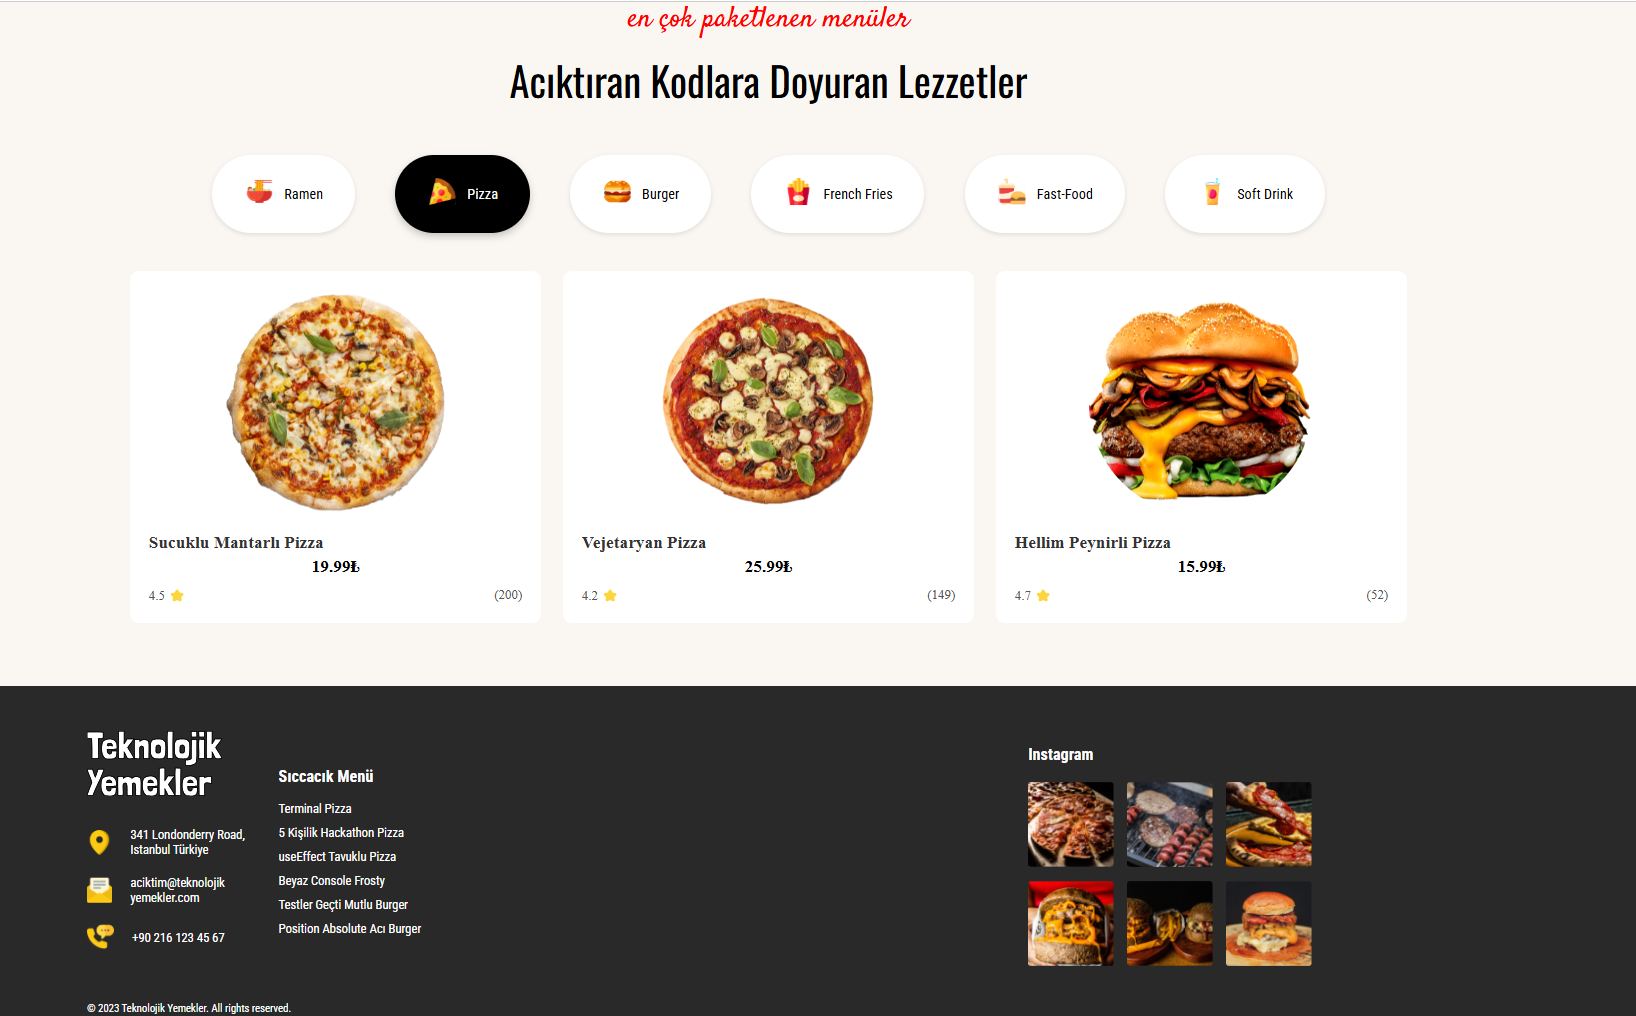 en çok paketlenen menüler
Acıktıran Kodlara Doyuran Lezzetler
Ramen
Pizza
Burger
French Fries
Fast-Food
Soft Drink
Sucuklu Mantarlı Pizza
19.99₺
4.5 (200)
Vejetaryan Pizza
25.99₺
4.2 (149)
Hellim Peynirli Pizza
15.99₺
4.7 (52)
Teknolojik
Yemekler
341 Londonderry Road,
Istanbul Türkiye
aciktim@teknolojik
yemekler.com
+90 216 123 45 67
Sıccacık Menü
Terminal Pizza
5 Kişilik Hackathon Pizza
useEffect Tavuklu Pizza
Beyaz Console Frosty
Testler Geçti Mutlu Burger
Position Absolute Acı Burger
Instagram
© 2023 Teknolojik Yemekler. All rights reserved.